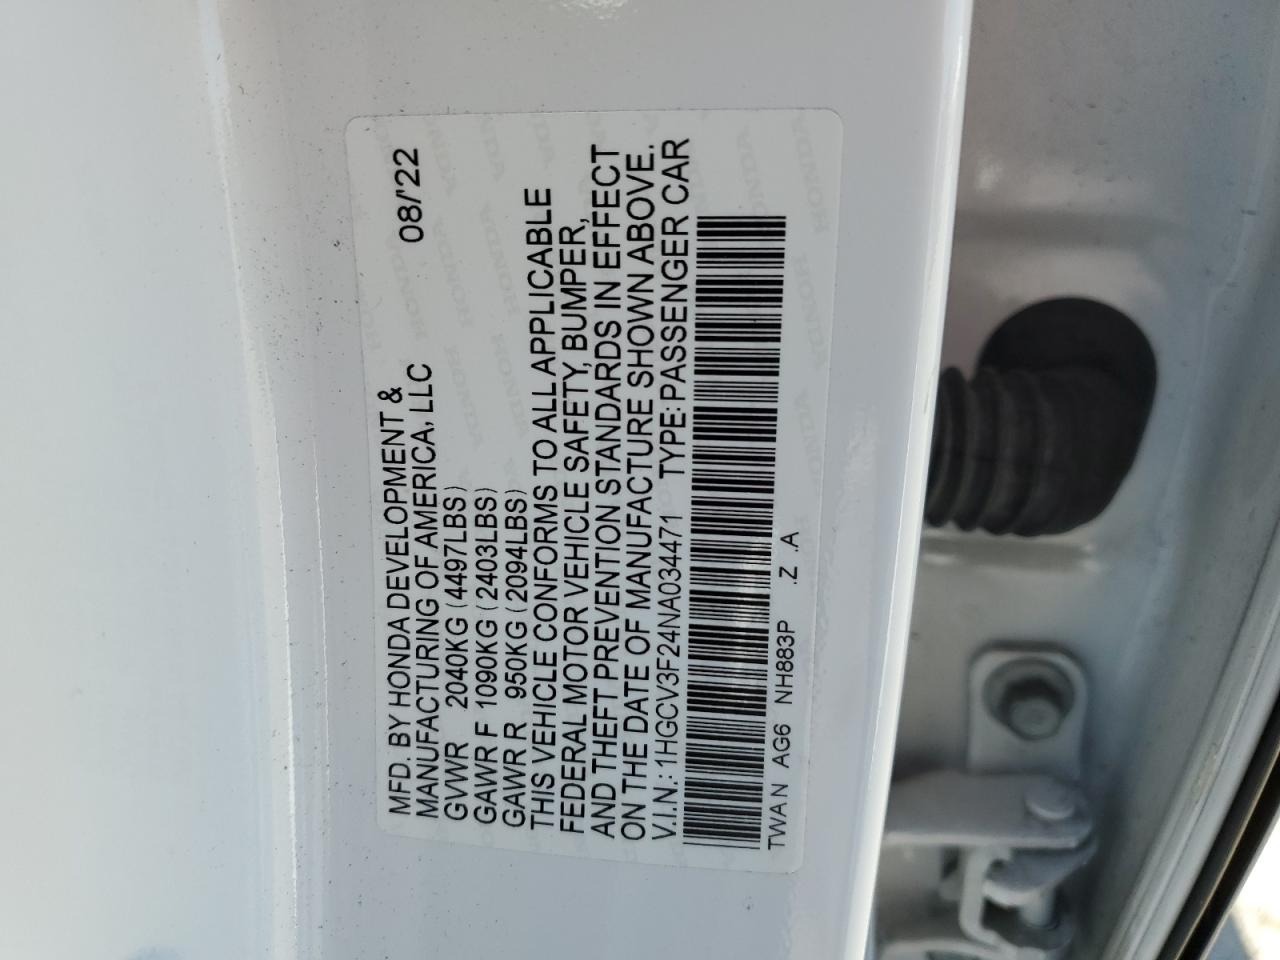 MFD. BY HONDA DEVELOPMENT &
MANUFACTURING OF AMERICA, LLC 08/'22
GVWR 2040KG (4497LBS)
GAWR F 1090KG (2403LBS)
GAWR R 950KG (2094LBS)
THIS VEHICLE CONFORMS TO ALL APPLICABLE
FEDERAL MOTOR VEHICLE SAFETY, BUMPER,
AND THEFT PREVENTION STANDARDS IN EFFECT
ON THE DATE OF MANUFACTURE SHOWN ABOVE.
V.I.N.: 1HGCV3F24NA034471 TYPE: PASSENGER CAR
TWA N AG6 NH883P .Z .A